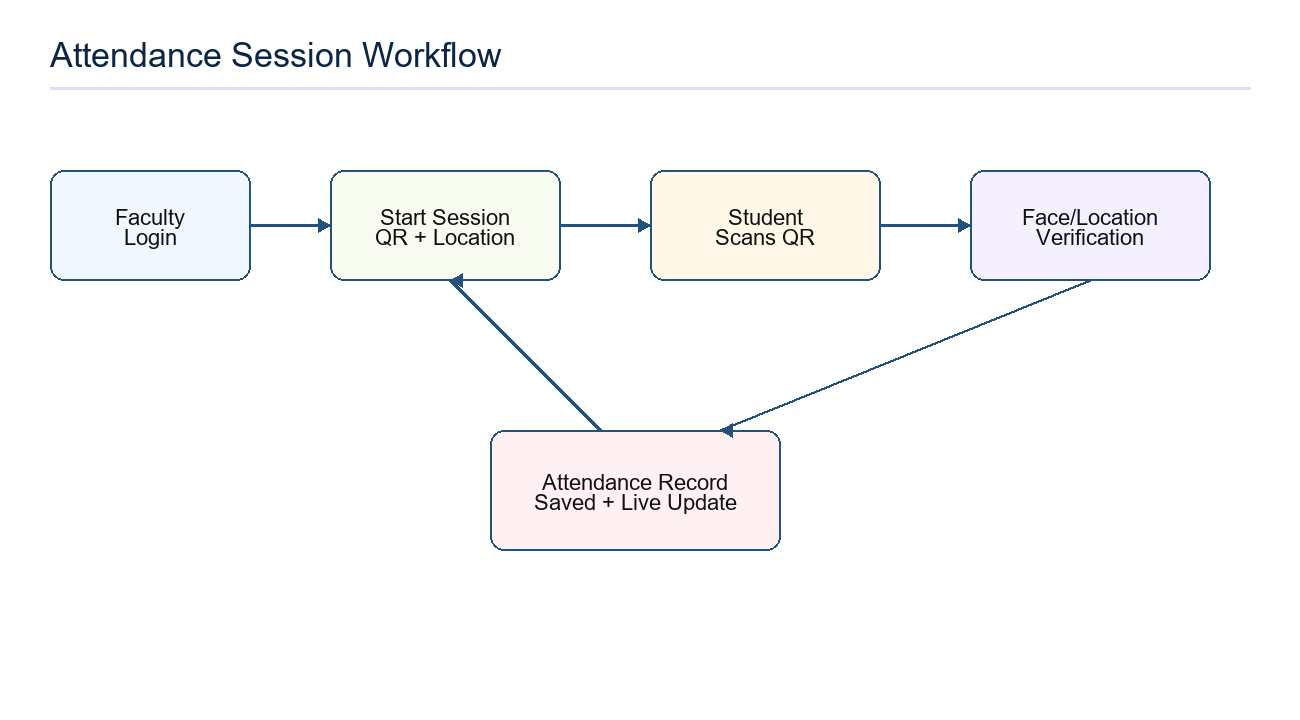 Attendance Session Workflow
Faculty
Login
Start Session
QR + Location
Student
Scans QR
Face/Location
Verification
Attendance Record
Saved + Live Update